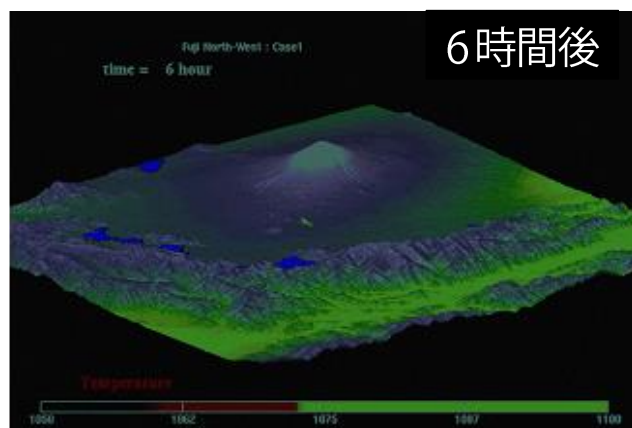 Fuji North-West : Case1
6時間後
time = 6 hour
Temperature
1050 1062 1075 1087 1100